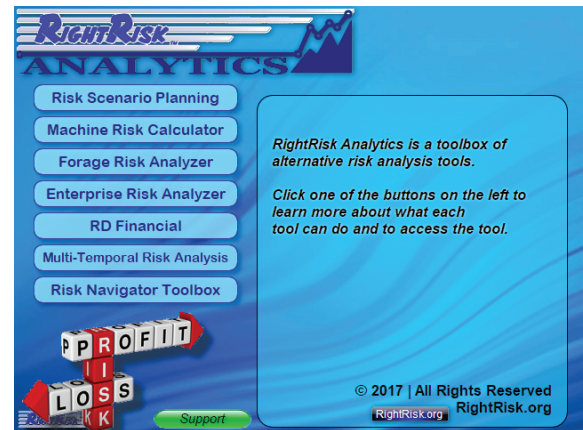 RightRisk™
ANALYTICS
Risk Scenario Planning
Machine Risk Calculator
Forage Risk Analyzer
Enterprise Risk Analyzer
RD Financial
Multi-Temporal Risk Analysis
Risk Navigator Toolbox
RightRisk Analytics is a toolbox of
alternative risk analysis tools.
Click one of the buttons on the left to
learn more about what each
tool can do and to access the tool.
PROFIT
RISK
LOSS
Support
© 2017 | All Rights Reserved
RightRisk.org RightRisk.org